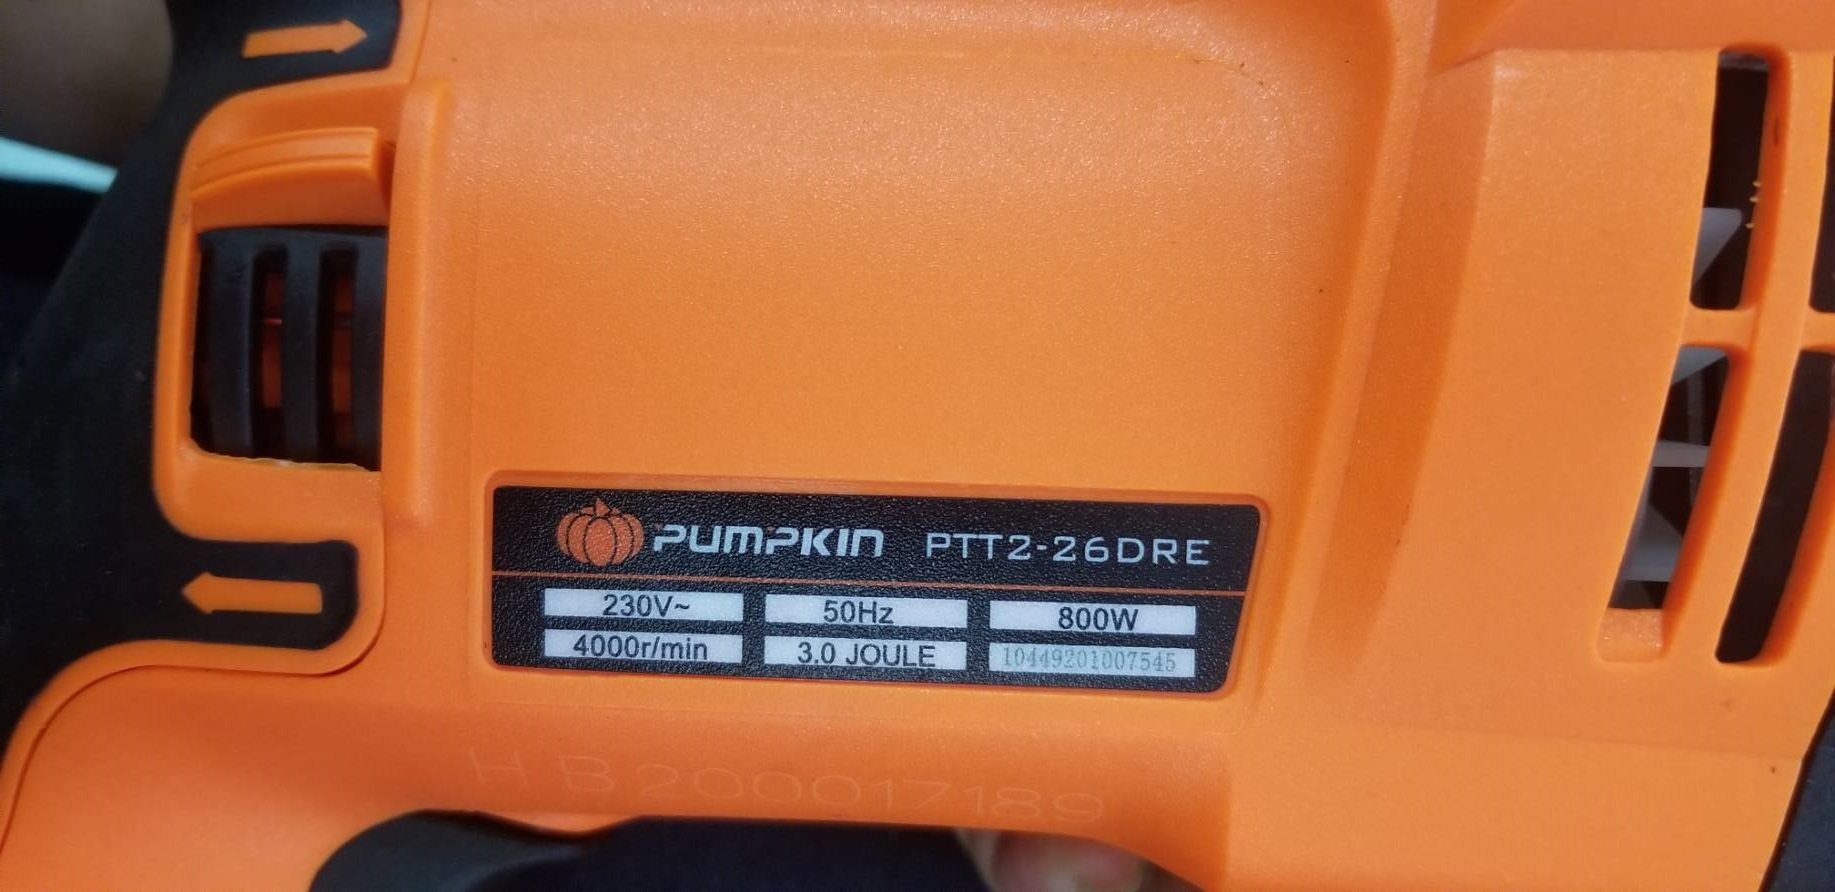 PUMPKIN PTT2-26DRE
230V~ 50Hz 800W
4000r/min 3.0 JOULE 10449201007545
HB200017189